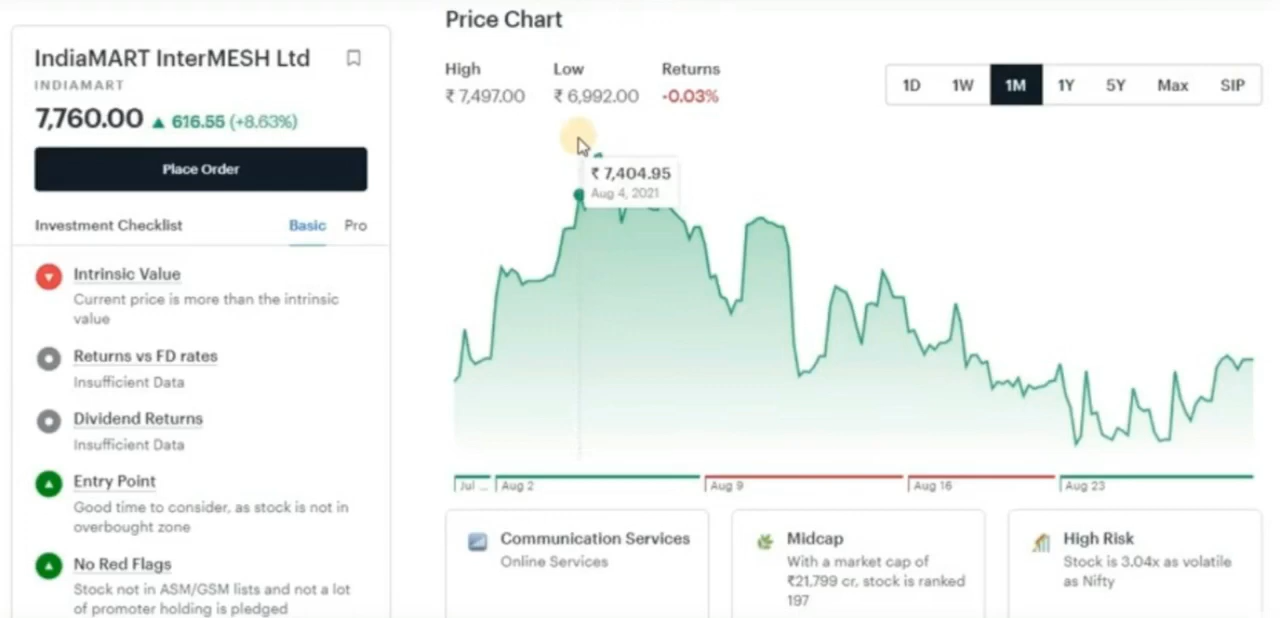 IndiaMART InterMESH Ltd
INDIAMART
7,760.00 ▲ 616.55 (+8.63%)
Place Order
Investment Checklist
Basic
Pro
Intrinsic Value
Current price is more than the intrinsic
value
Returns vs FD rates
Insufficient Data
Dividend Returns
Insufficient Data
Entry Point
Good time to consider, as stock is not in
overbought zone
No Red Flags
Stock not in ASM/GSM lists and not a lot
of promoter holding is pledged
Price Chart
High
Low
Returns
₹ 7,497.00
₹ 6,992.00
-0.03%
1D
1W
1M
1Y
5Y
Max
SIP
₹ 7,404.95
Aug 4, 2021
Jul ...
Aug 2
Aug 9
Aug 16
Aug 23
Communication Services
Online Services
Midcap
With a market cap of
₹21,799 cr, stock is ranked
197
High Risk
Stock is 3.04x as volatile
as Nifty